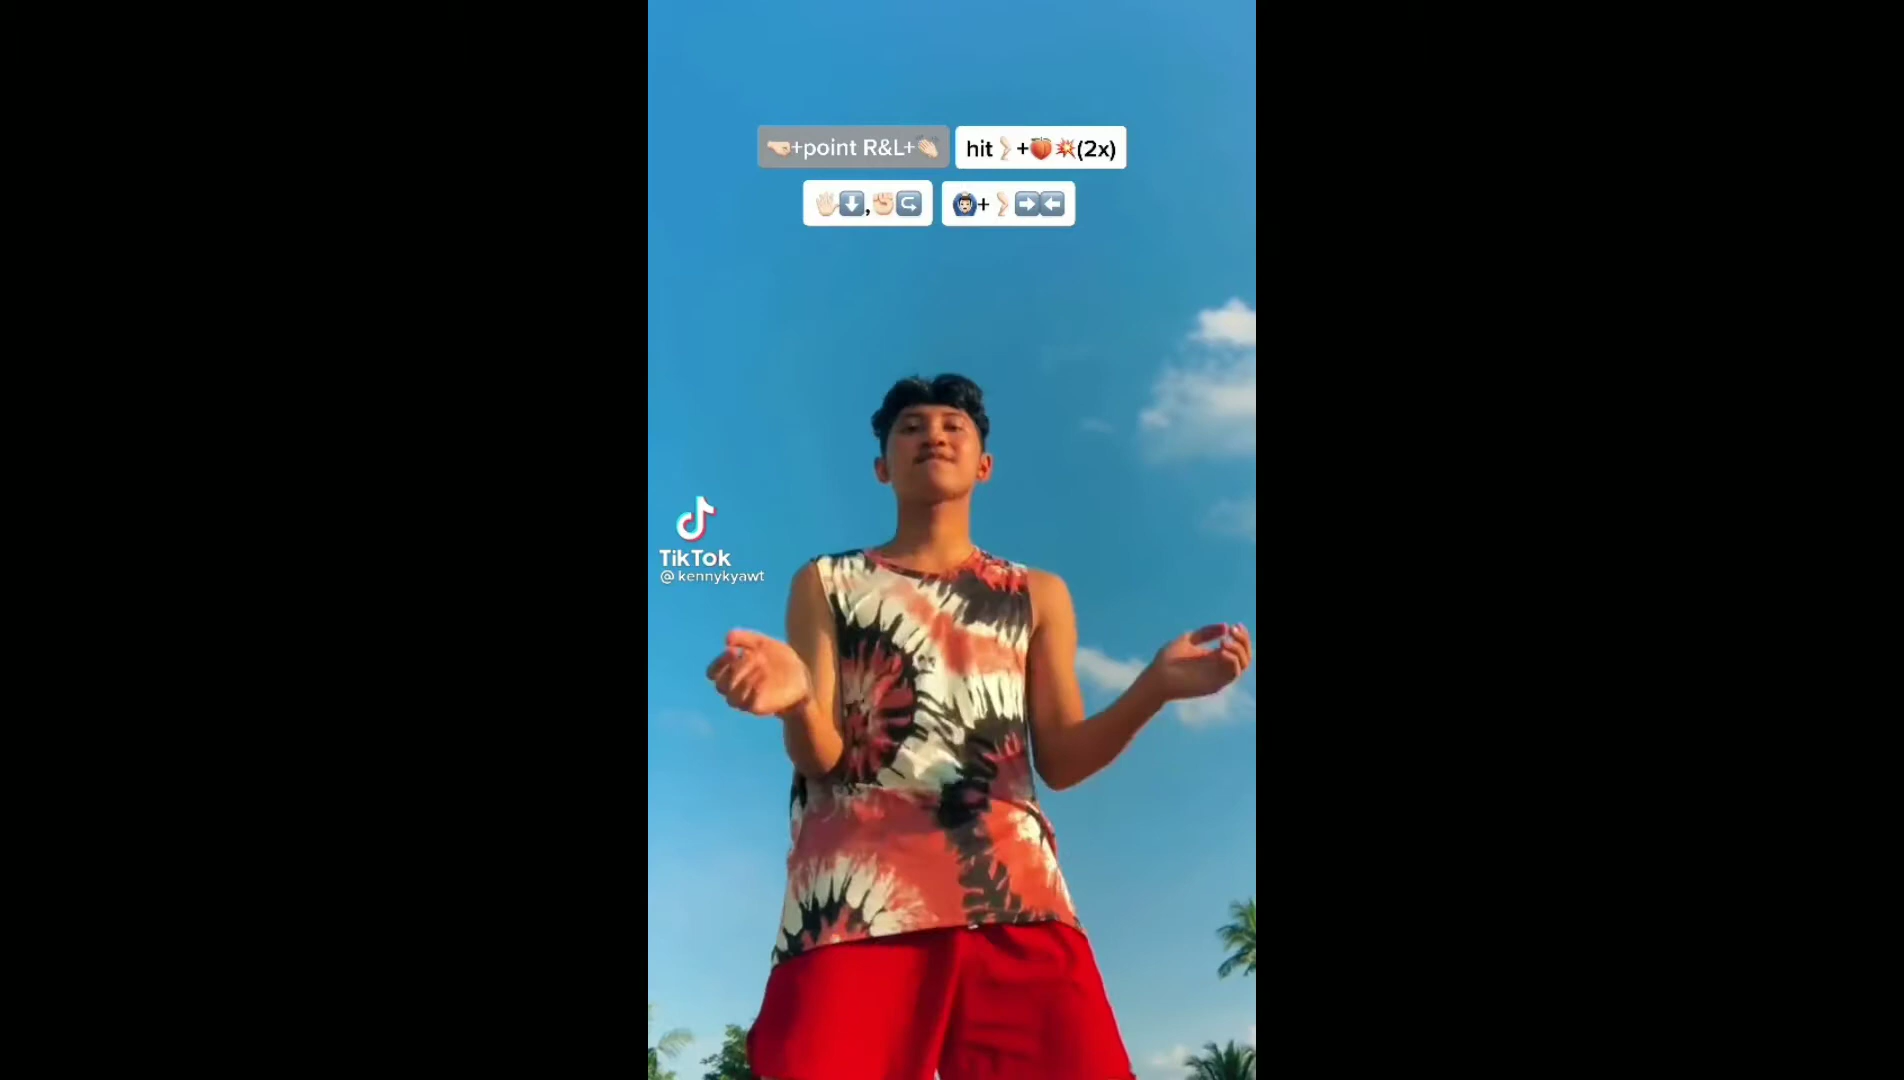 🤜🏻+point R&L+👏🏻 hit🦵🏻+🍑💥(2x)
👋🏻⬇️,✊🏻↪️ 🙆🏻‍♂️+🦵🏻➡️⬅️
TikTok
@kennykyawt